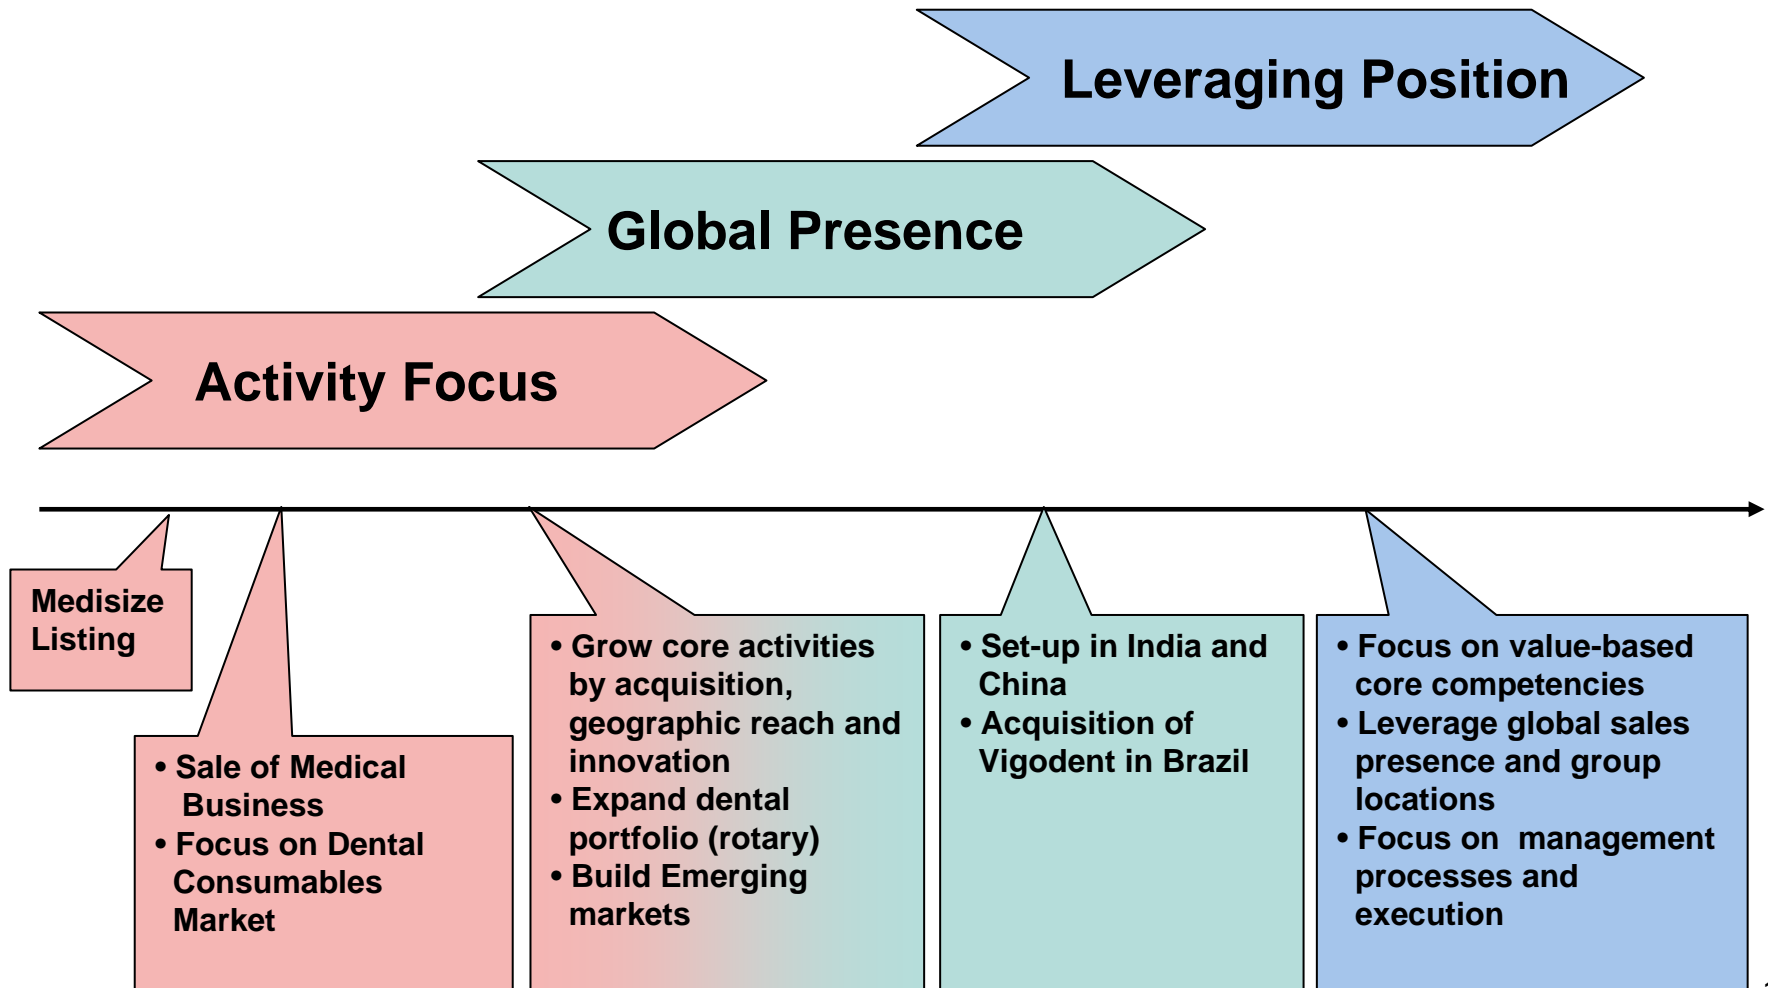 Leveraging Position
Global Presence
Activity Focus
Medisize
Listing
• Sale of Medical
Business
• Focus on Dental
Consumables
Market
• Grow core activities
by acquisition,
geographic reach and
innovation
• Expand dental
portfolio (rotary)
• Build Emerging
markets
• Set-up in India and
China
• Acquisition of
Vigodent in Brazil
• Focus on value-based
core competencies
• Leverage global sales
presence and group
locations
• Focus on  management
processes and
execution